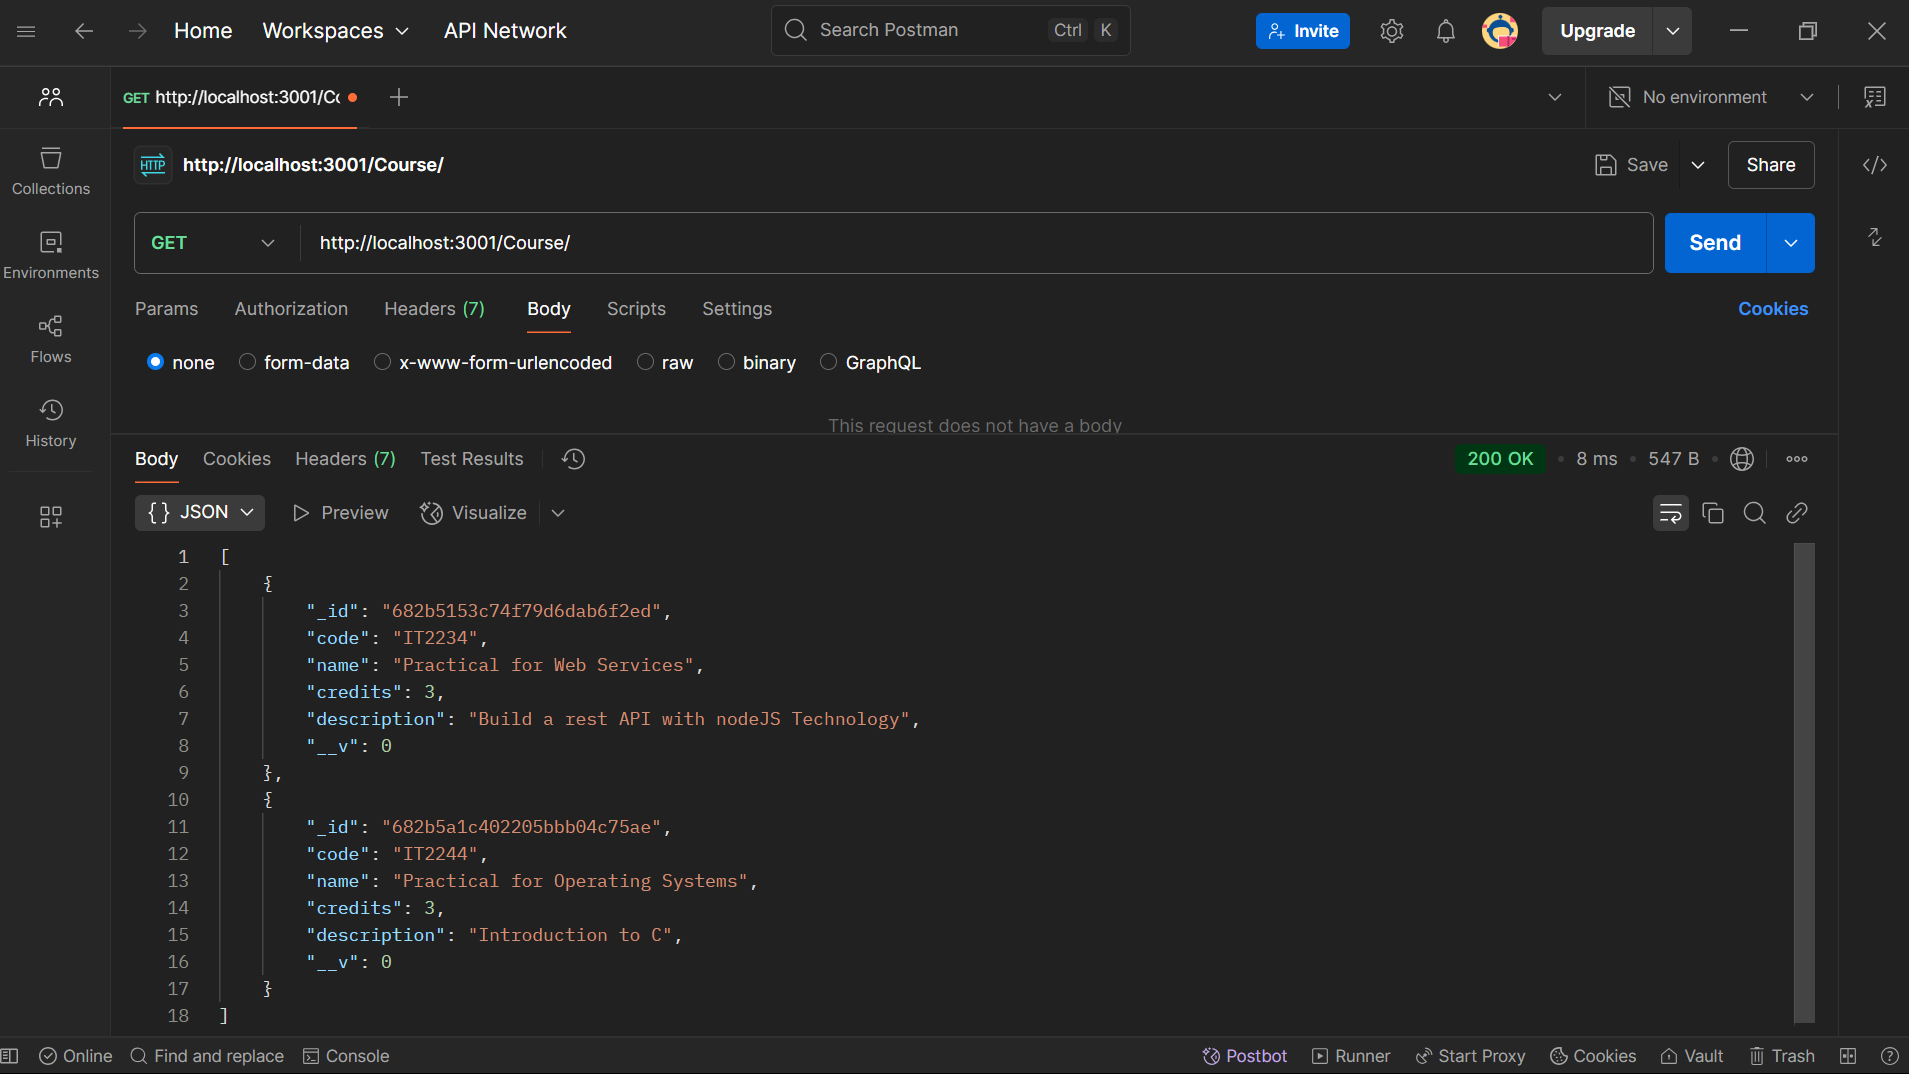 Home Workspaces API Network Search Postman Ctrl K Invite Upgrade
GET http://localhost:3001/Co No environment
HTTP http://localhost:3001/Course/ Save Share
Collections
GET http://localhost:3001/Course/ Send
Environments
Params Authorization Headers (7) Body Scripts Settings Cookies
Flows
none form-data x-www-form-urlencoded raw binary GraphQL
History
This request does not have a body
Body Cookies Headers (7) Test Results 200 OK • 8 ms • 547 B •
{} JSON Preview Visualize
1 [
2 {
3 "_id": "682b5153c74f79d6dab6f2ed",
4 "code": "IT2234",
5 "name": "Practical for Web Services",
6 "credits": 3,
7 "description": "Build a rest API with nodeJS Technology",
8 "__v": 0
9 },
10 {
11 "_id": "682b5a1c402205bbb04c75ae",
12 "code": "IT2244",
13 "name": "Practical for Operating Systems",
14 "credits": 3,
15 "description": "Introduction to C",
16 "__v": 0
17 }
18 ]
Online Find and replace Console Postbot Runner Start Proxy Cookies Vault Trash